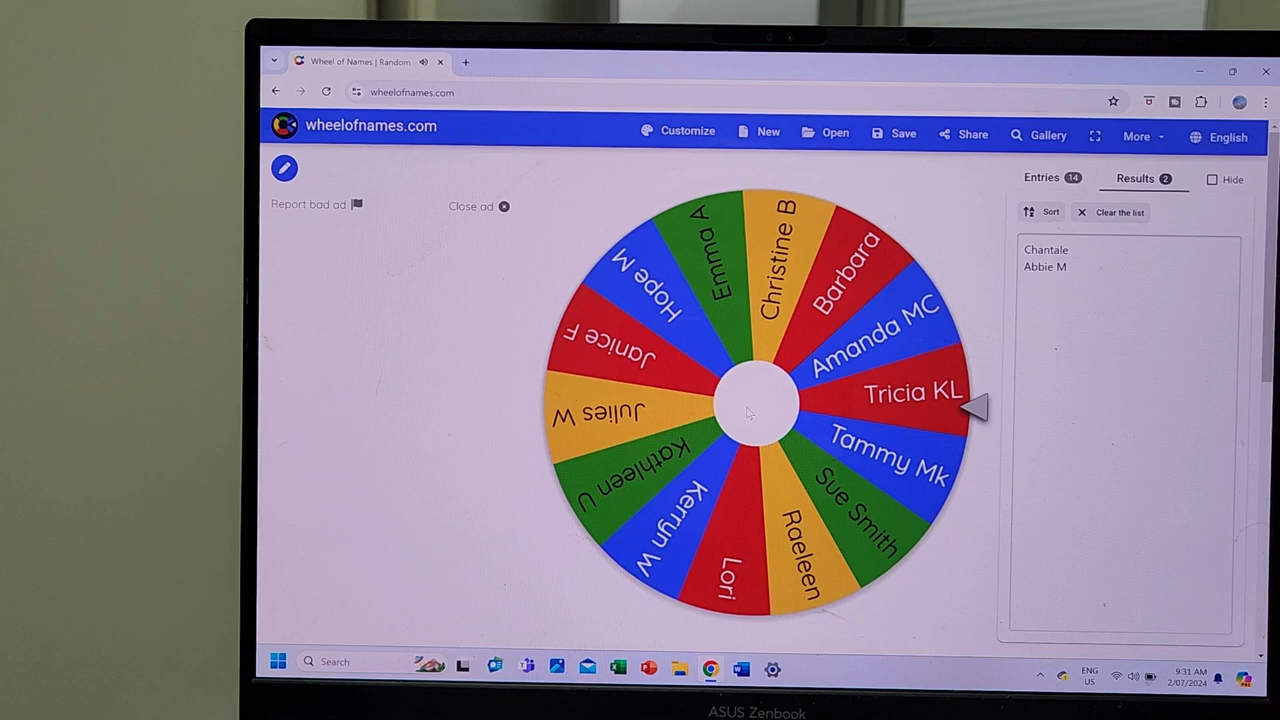 Wheel of Names | Random
wheelofnames.com
wheelofnames.com
Customize
New
Open
Save
Share
Gallery
More
English
Report bad ad
Close ad
Entries 14
Results 2
Hide
Sort
Clear the list
Chantale
Abbie M
Emma A
Christine B
Barbara
Amanda MC
Tricia KL
Tammy Mk
Sue Smith
Raeleen
Lori
Kerryn W
Kathleen U
Julies W
Janice F
Hope M
Search
ENG
US
9:31 AM
2/07/2024
ASUS Zenbook